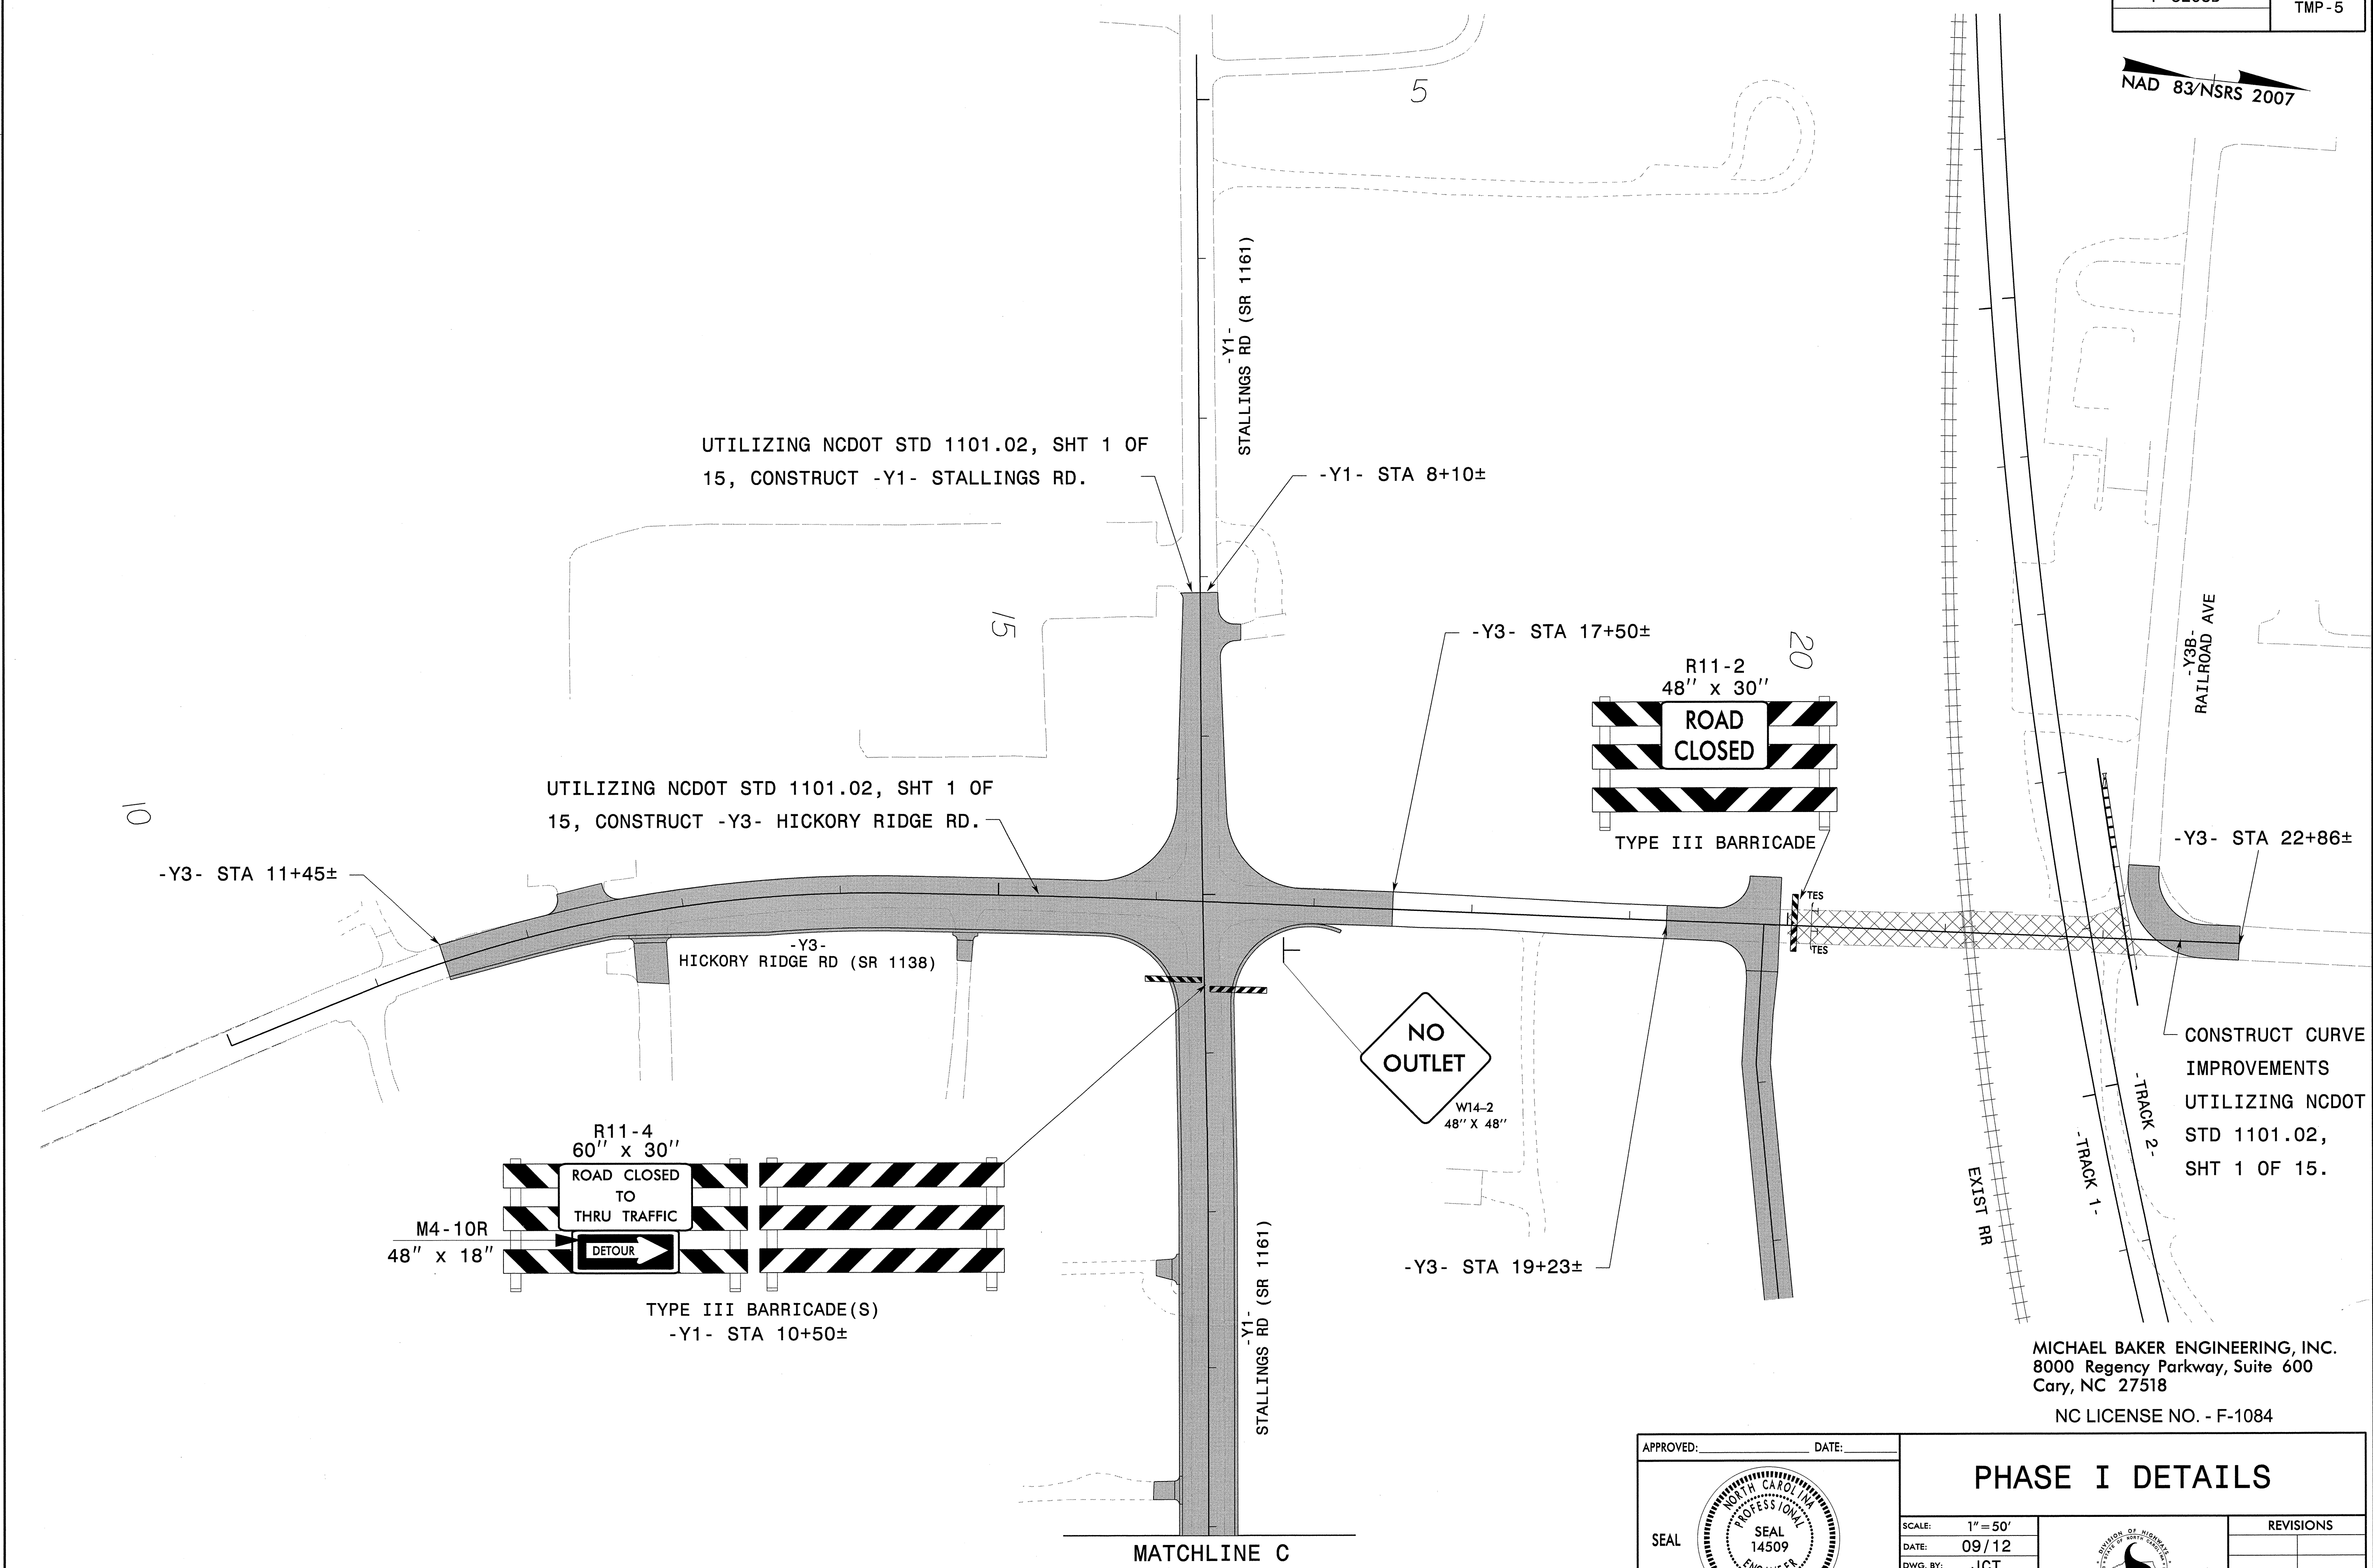 TMP-5
NAD 83/NSRS 2007
5
-Y1-
STALLINGS RD (SR 1161)
UTILIZING NCDOT STD 1101.02, SHT 1 OF
15, CONSTRUCT -Y1- STALLINGS RD.
-Y1- STA 8+10±
15
-Y3- STA 17+50±
20
R11-2
48" x 30"
ROAD
CLOSED
TYPE III BARRICADE
-Y3B-
RAILROAD AVE
10
UTILIZING NCDOT STD 1101.02, SHT 1 OF
15, CONSTRUCT -Y3- HICKORY RIDGE RD.
-Y3- STA 11+45±
-Y3- STA 22+86±
TES
TES
-Y3-
HICKORY RIDGE RD (SR 1138)
NO
OUTLET
W14-2
48" X 48"
CONSTRUCT CURVE
IMPROVEMENTS
UTILIZING NCDOT
STD 1101.02,
SHT 1 OF 15.
-TRACK 2-
-TRACK 1-
EXIST RR
R11-4
60" x 30"
ROAD CLOSED
TO
THRU TRAFFIC
M4-10R
48" x 18"
DETOUR
TYPE III BARRICADE(S)
-Y1- STA 10+50±
-Y3- STA 19+23±
-Y1-
STALLINGS RD (SR 1161)
MATCHLINE C
MICHAEL BAKER ENGINEERING, INC.
8000 Regency Parkway, Suite 600
Cary, NC 27518
NC LICENSE NO. - F-1084
APPROVED: DATE:
SEAL
NORTH CAROLINA
PROFESSIONAL
SEAL
14509
ENGINEER
PHASE I DETAILS
SCALE: 1"=50'
DATE: 09/12
DWG. BY: JCT
DIVISION OF HIGHWAYS
REVISIONS